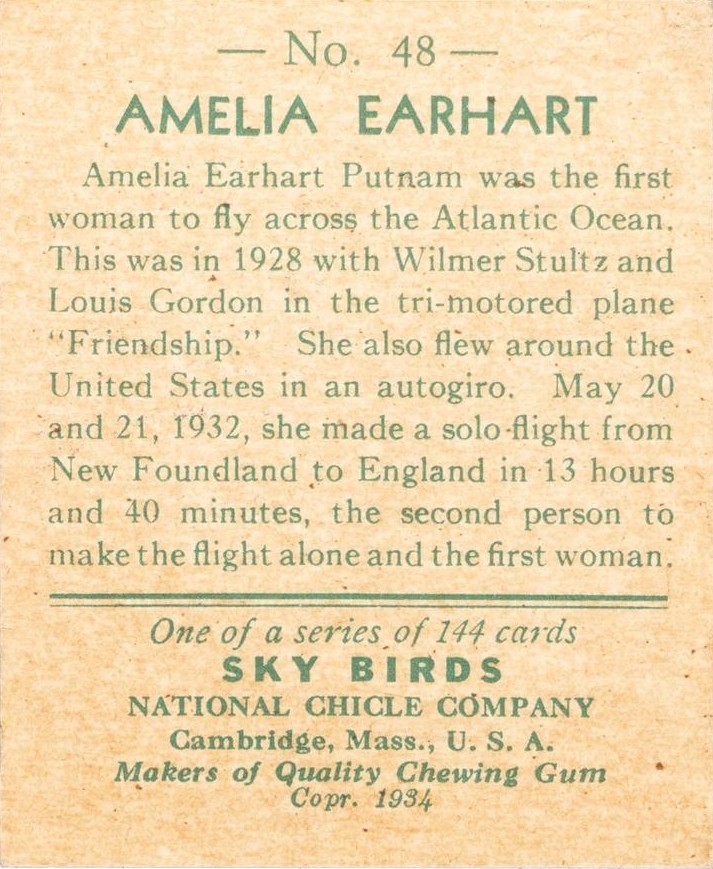 — No. 48 —
AMELIA EARHART
Amelia Earhart Putnam was the first
woman to fly across the Atlantic Ocean.
This was in 1928 with Wilmer Stultz and
Louis Gordon in the tri-motored plane
"Friendship." She also flew around the
United States in an autogiro. May 20
and 21, 1932, she made a solo flight from
New Foundland to England in 13 hours
and 40 minutes, the second person to
make the flight alone and the first woman.
One of a series of 144 cards
SKY BIRDS
NATIONAL CHICLE COMPANY
Cambridge, Mass., U. S. A.
Makers of Quality Chewing Gum
Copr. 1934